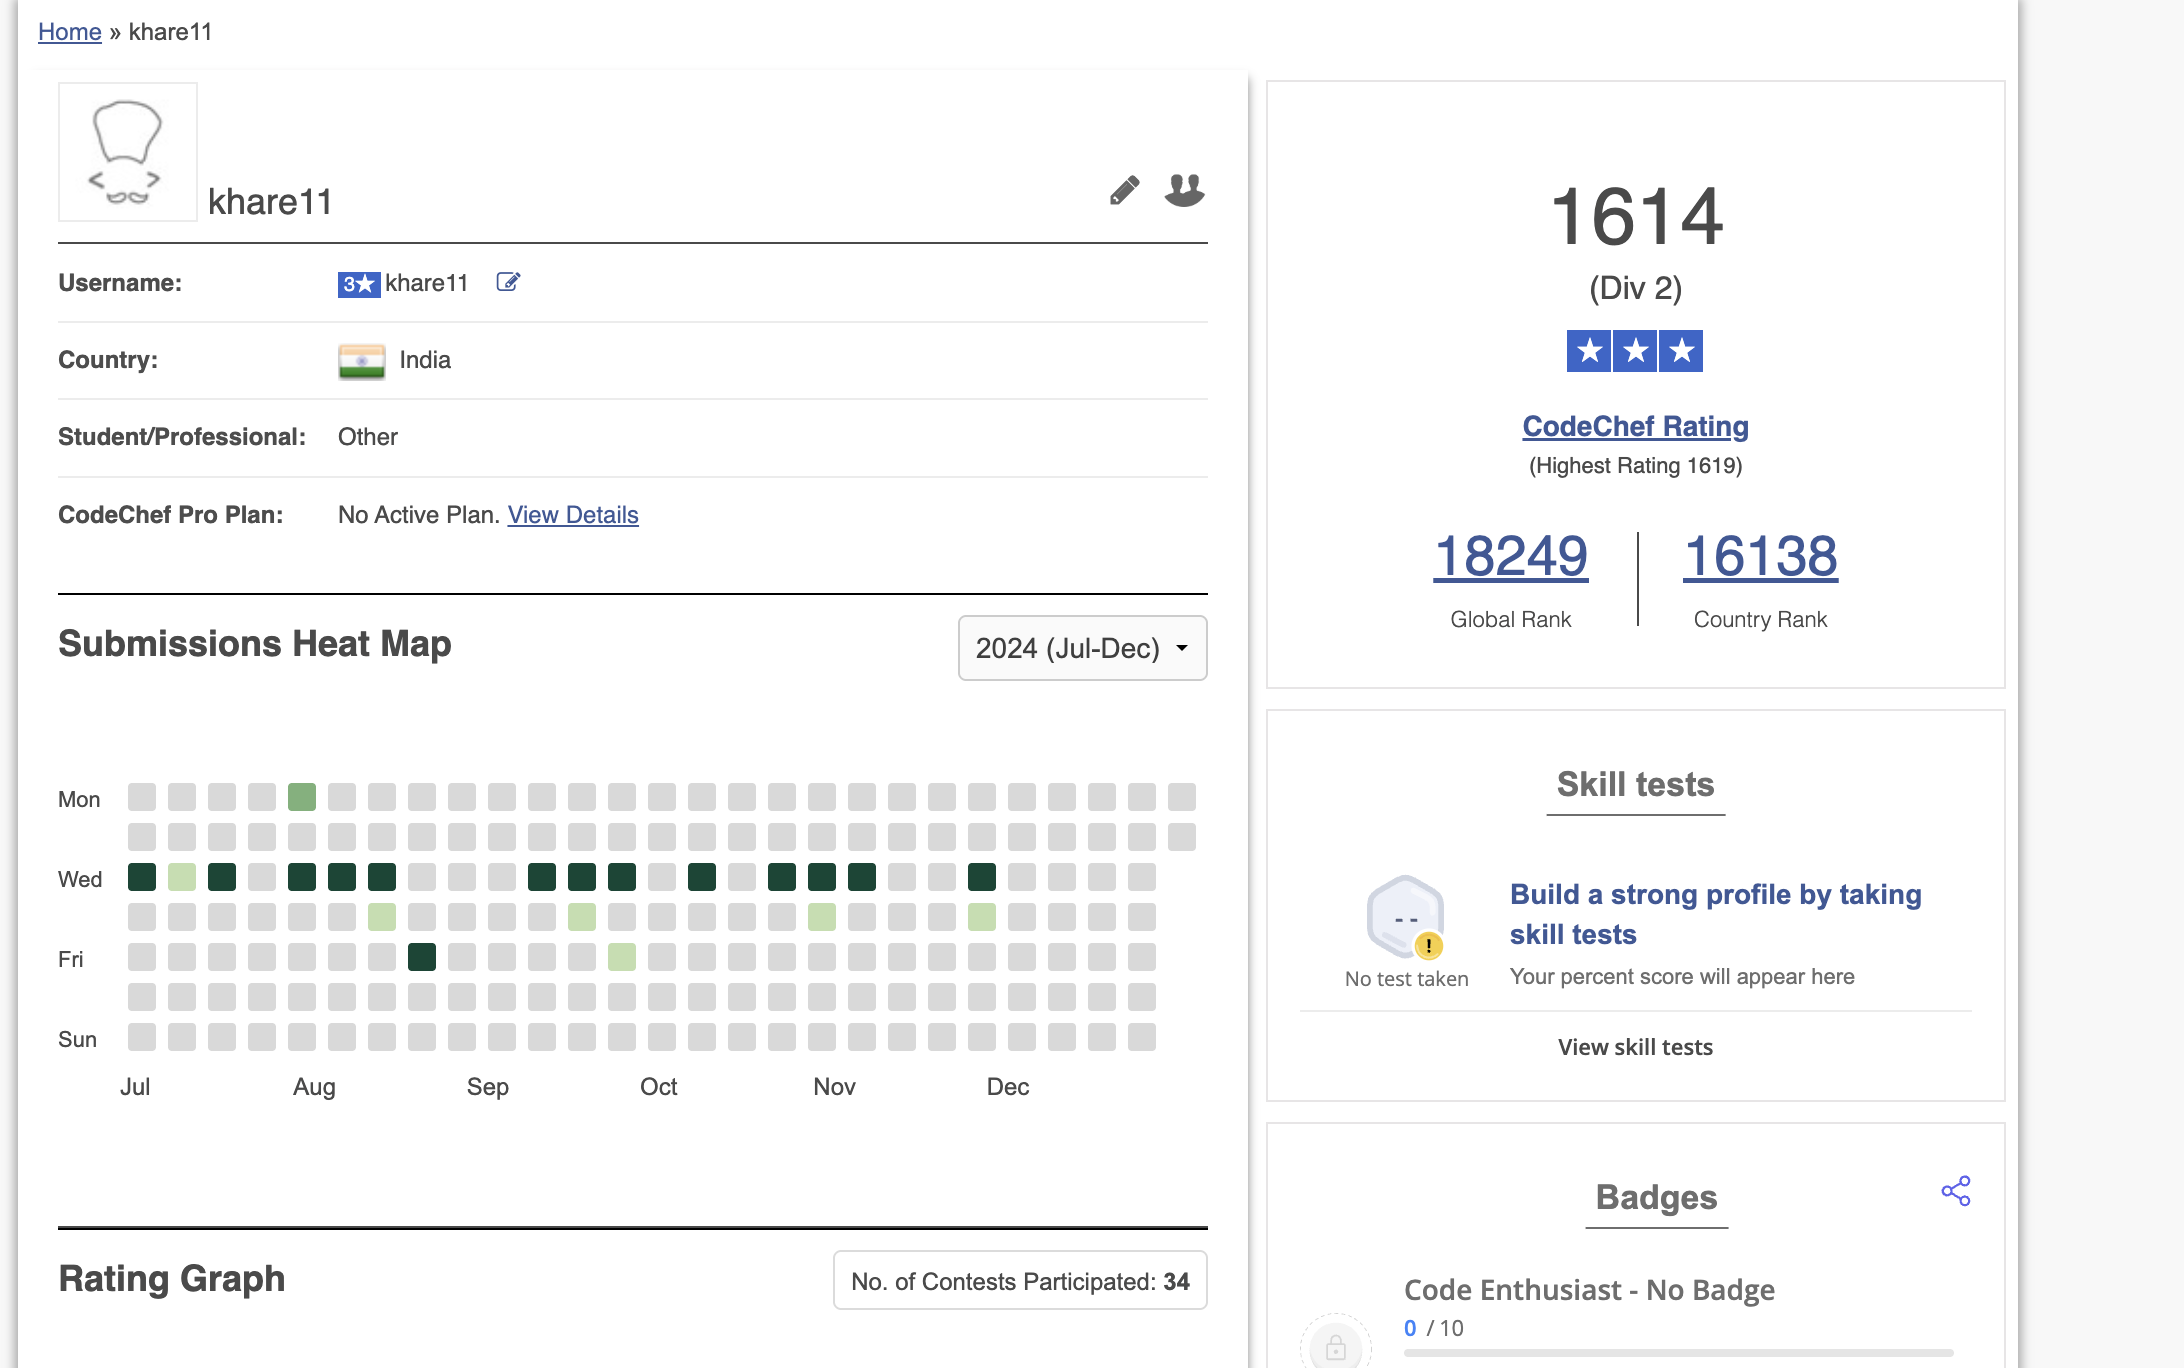 Home » khare11
khare11
Username: 3★ khare11
Country: India
Student/Professional: Other
CodeChef Pro Plan: No Active Plan. View Details
Submissions Heat Map
2024 (Jul-Dec)
Mon
Wed
Fri
Sun
Jul Aug Sep Oct Nov Dec
Rating Graph
No. of Contests Participated: 34
1614
(Div 2)
★★★
CodeChef Rating
(Highest Rating 1619)
18249 16138
Global Rank Country Rank
Skill tests
No test taken
Build a strong profile by taking
skill tests
Your percent score will appear here
View skill tests
Badges
Code Enthusiast - No Badge
0 / 10